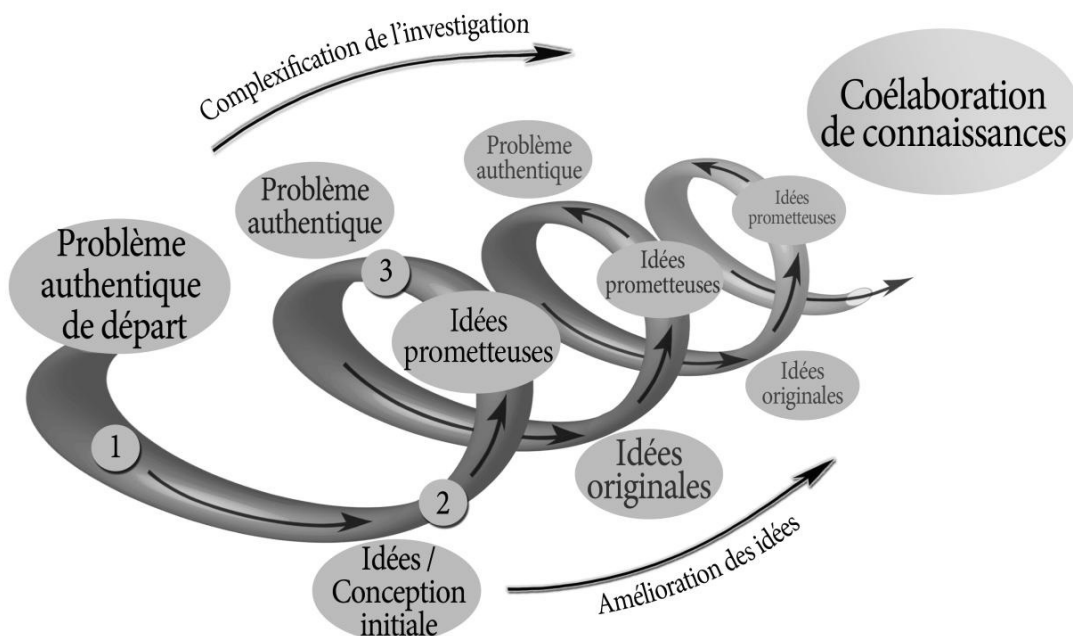 Complexification de l'investigation
Coélaboration
de connaissances
Problème
authentique
Problème
authentique
Idées
prometteuses
Problème
authentique
de départ
3
Idées
prometteuses
Idées
prometteuses
1
2
Idées
originales
Idées
originales
Idées /
Conception
initiale
Amélioration des idées